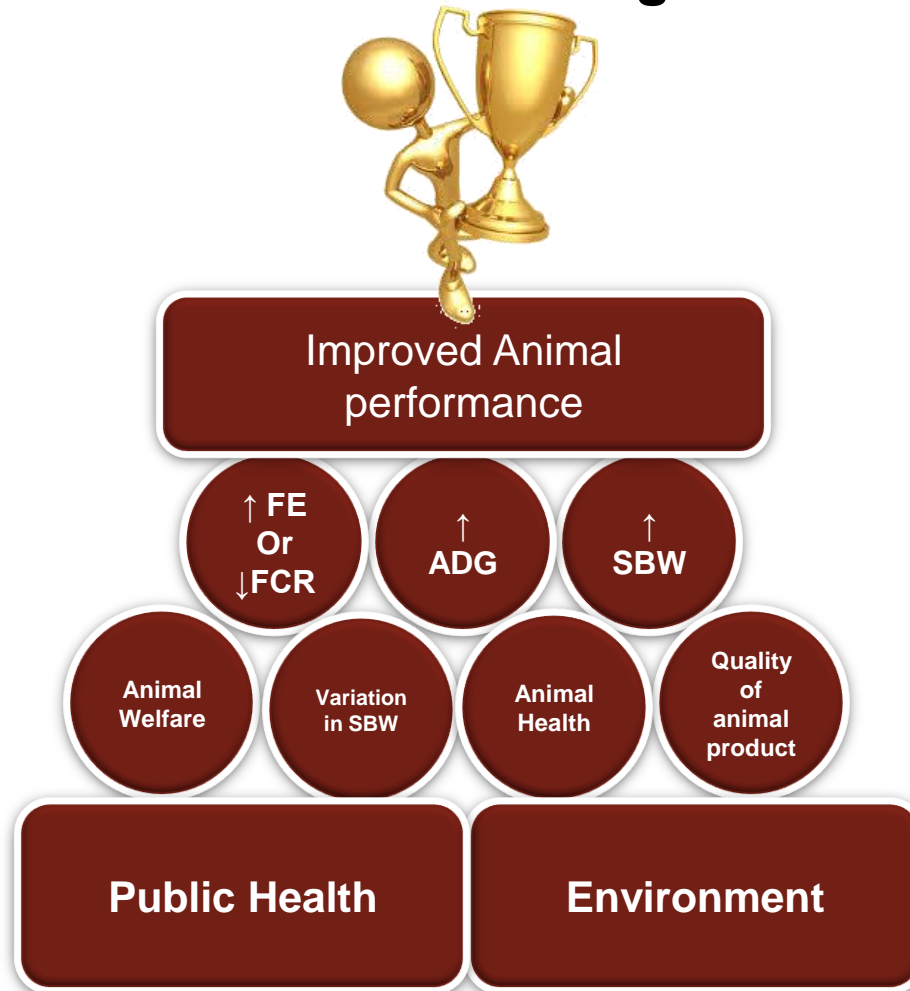 Improved Animal
performance
↑ FE
Or
↓FCR
↑
ADG
↑
SBW
Animal
Welfare
Variation
in SBW
Animal
Health
Quality
of
animal
product
Public Health
Environment